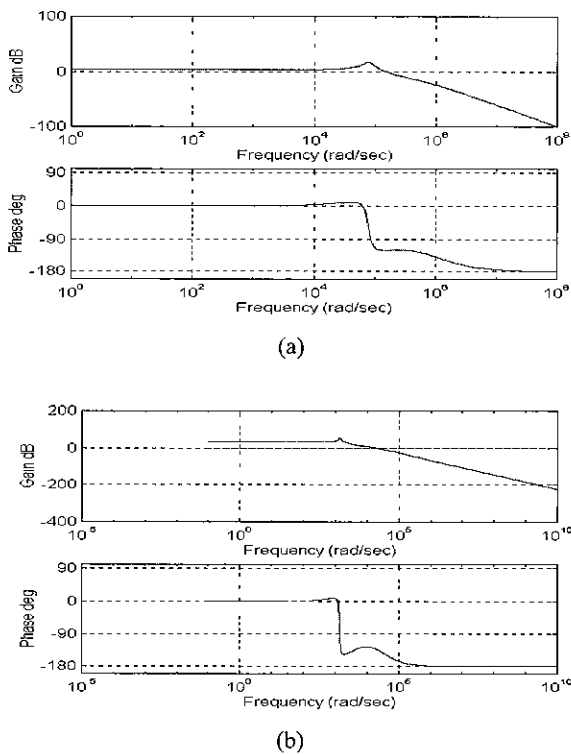 100
0
-100
Gain dB
10^0 10^2 10^4 10^6 10^8
Frequency (rad/sec)
90
0
-90
-180
Phase deg
10^0 10^2 10^4 10^6 10^8
Frequency (rad/sec)
(a)
200
0
-200
-400
Gain dB
10^-5 10^0 10^5 10^10
Frequency (rad/sec)
90
0
-90
-180
Phase deg
10^-5 10^0 10^5 10^10
Frequency (rad/sec)
(b)